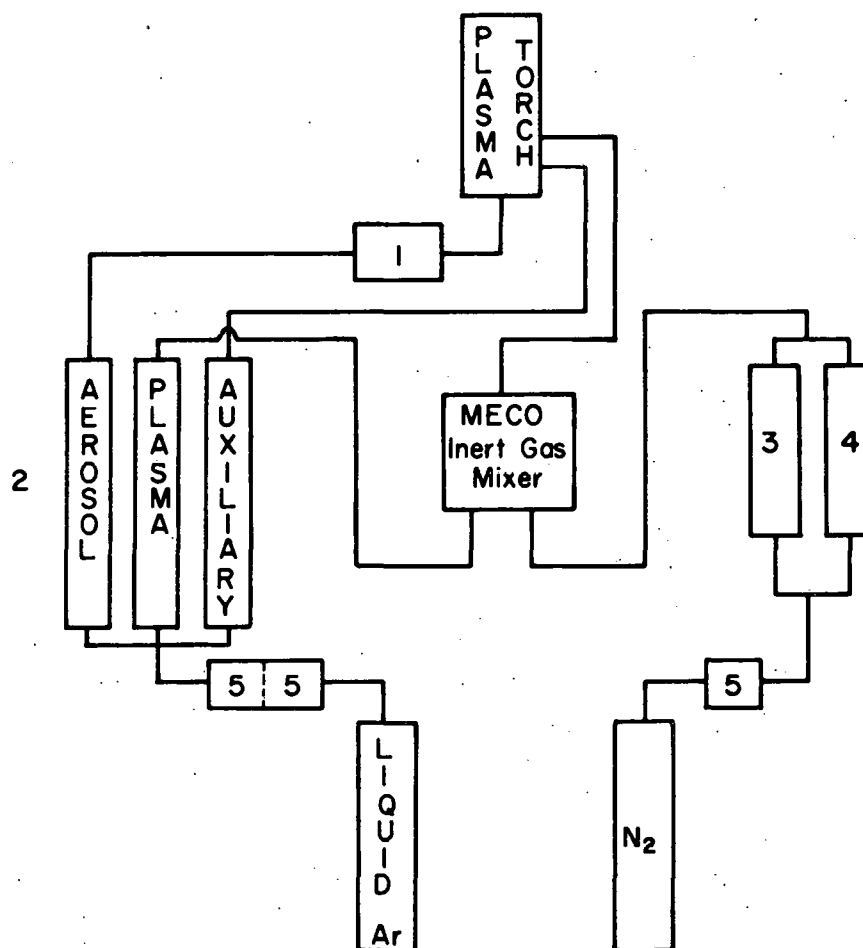 PLASMA
TORCH
1
2
AEROSOL
PLASMA
AUXILIARY
MECO
Inert Gas
Mixer
3
4
5
5
5
LIQUID Ar
N2